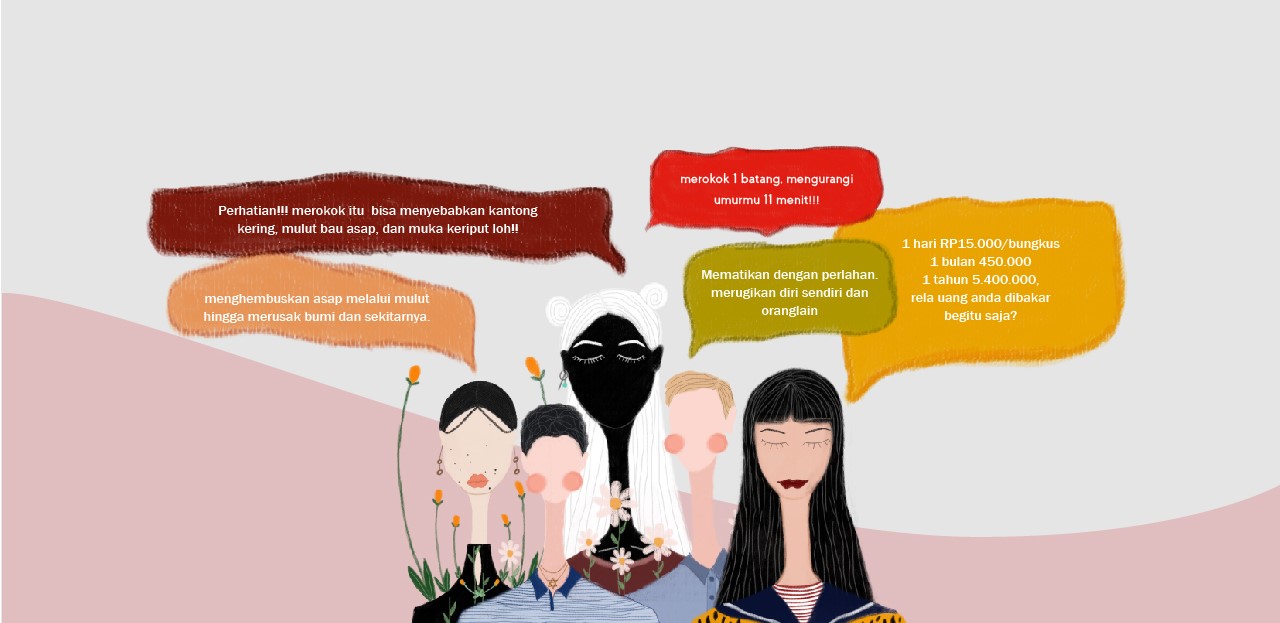 Perhatian!!! merokok itu bisa menyebabkan kantong
kering, mulut bau asap, dan muka keriput loh!!
menghembuskan asap melalui mulut
hingga merusak bumi dan sekitarnya.
merokok 1 batang, mengurangi
umurmu 11 menit!!!
Mematikan dengan perlahan.
merugikan diri sendiri dan
oranglain
1 hari RP15.000/bungkus
1 bulan 450.000
1 tahun 5.400.000,
rela uang anda dibakar
begitu saja?